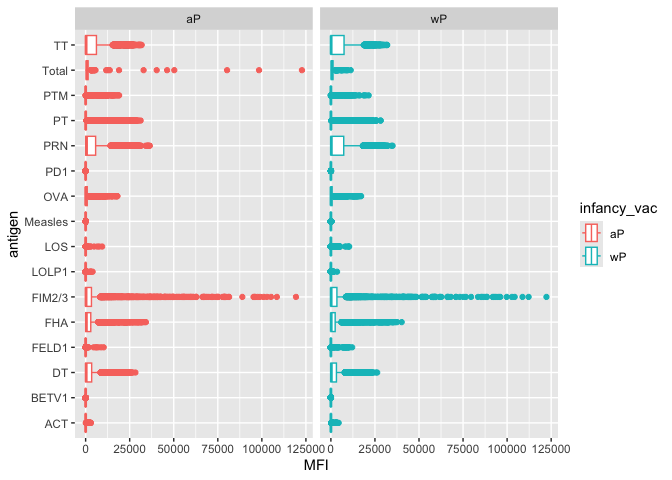 aP wP
TT
Total
PTM
PT
PRN
PD1
OVA
Measles
LOS
LOLP1
FIM2/3
FHA
FELD1
DT
BETV1
ACT
antigen
0 25000 50000 75000 100000 125000 0 25000 50000 75000 100000 125000
MFI
infancy_vac
aP
wP